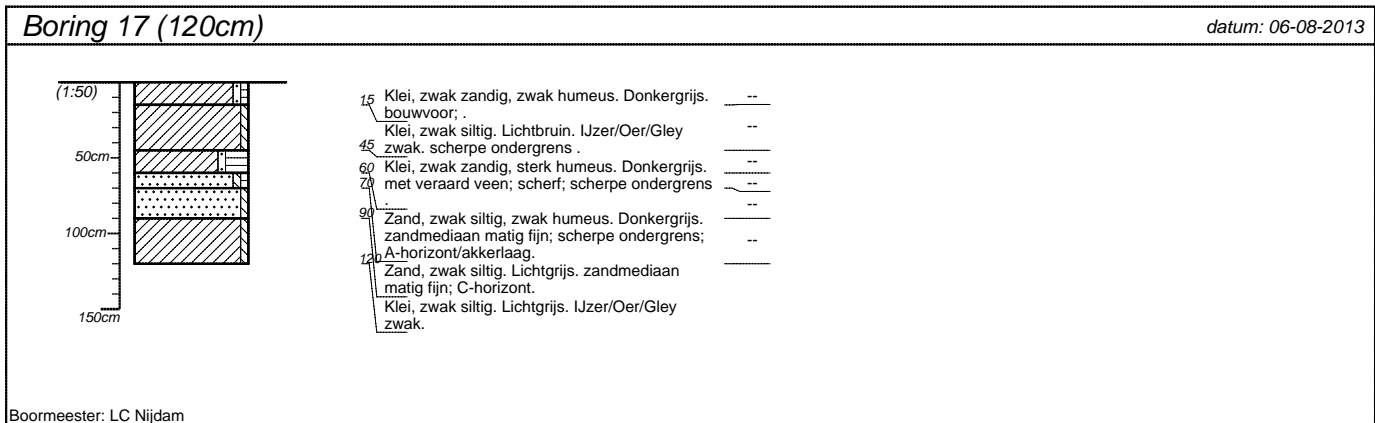 Boring 17 (120cm)
datum: 06-08-2013
(1:50)
50cm
100cm
150cm
15 Klei, zwak zandig, zwak humeus. Donkergrijs. --
bouwvoor; .
Klei, zwak siltig. Lichtbruin. IJzer/Oer/Gley --
45 zwak. scherpe ondergrens .
60 Klei, zwak zandig, sterk humeus. Donkergrijs. --
70 met veraard veen; scherf; scherpe ondergrens --
. --
90 Zand, zwak siltig, zwak humeus. Donkergrijs.
zandmediaan matig fijn; scherpe ondergrens; --
120 A-horizont/akkerlaag.
Zand, zwak siltig. Lichtgrijs. zandmediaan
matig fijn; C-horizont.
Klei, zwak siltig. Lichtgrijs. IJzer/Oer/Gley
zwak.
Boormeester: LC Nijdam